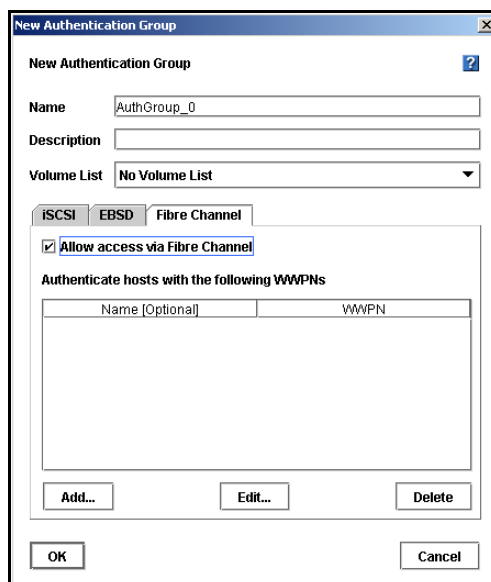 New Authentication Group
New Authentication Group
Name AuthGroup_0
Description
Volume List No Volume List
iSCSI EBSD Fibre Channel
Allow access via Fibre Channel
Authenticate hosts with the following WWPNs
Name [Optional] WWPN
Add... Edit... Delete
OK Cancel